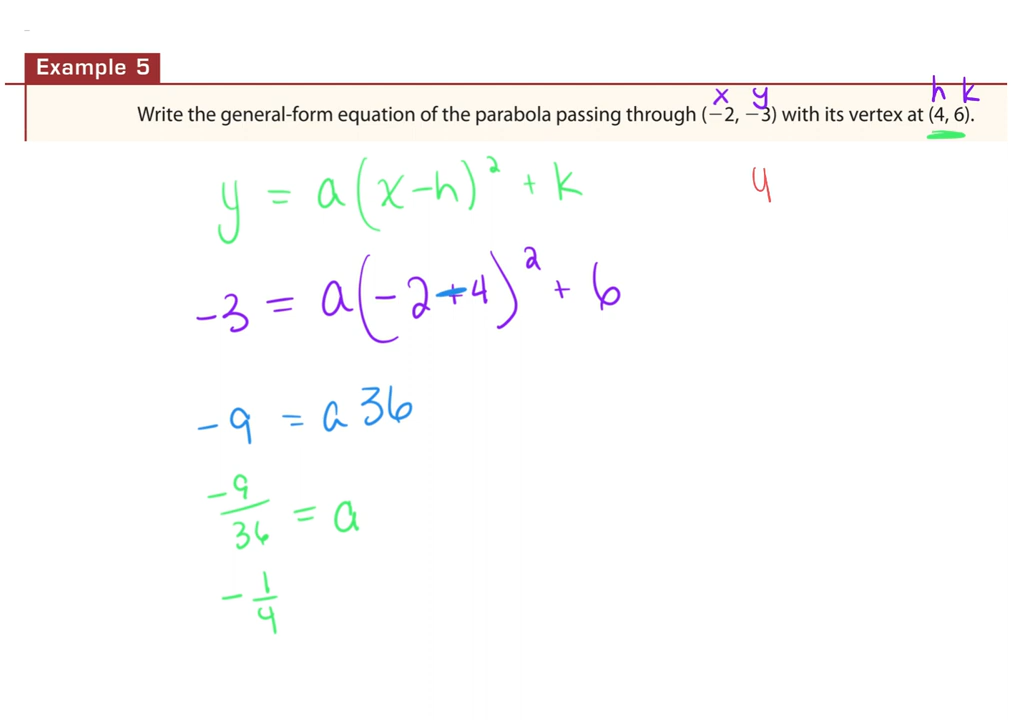 Example 5
x y h k
Write the general-form equation of the parabola passing through (−2, −3) with its vertex at (4, 6).
y = a(x-h)² + k
y
-3 = a(-2-4)² + 6
-9 = a 36
-9/36 = a
-1/4